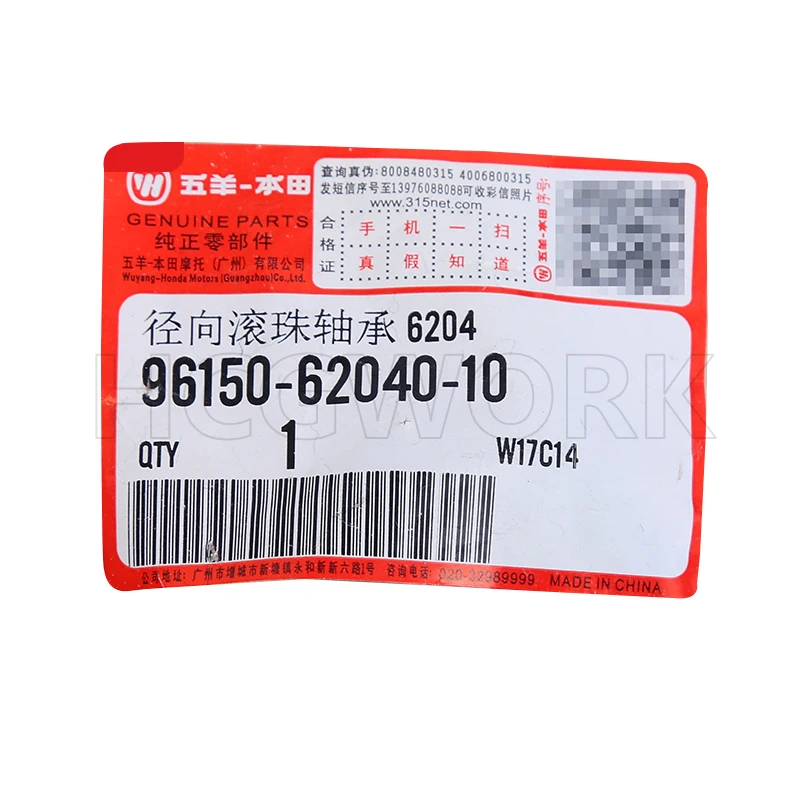 五羊-本田
GENUINE PARTS
纯正零部件
五羊-本田摩托（广州）有限公司
Wuyang-Honda Motors (Guangzhou)Co.,Ltd.
查询真伪:8008480315 4006800315
发短信序号至13976088088可收彩信照片
www.315net.com
合格证
手机一扫
真假知道
序号:
五羊-本田
径向滚珠轴承 6204
96150-62040-10
QTY 1 W17C14
公司地址: 广州市增城市新塘镇永和新新六路1号 咨询电话: 020-22989999 MADE IN CHINA
HCGWORK